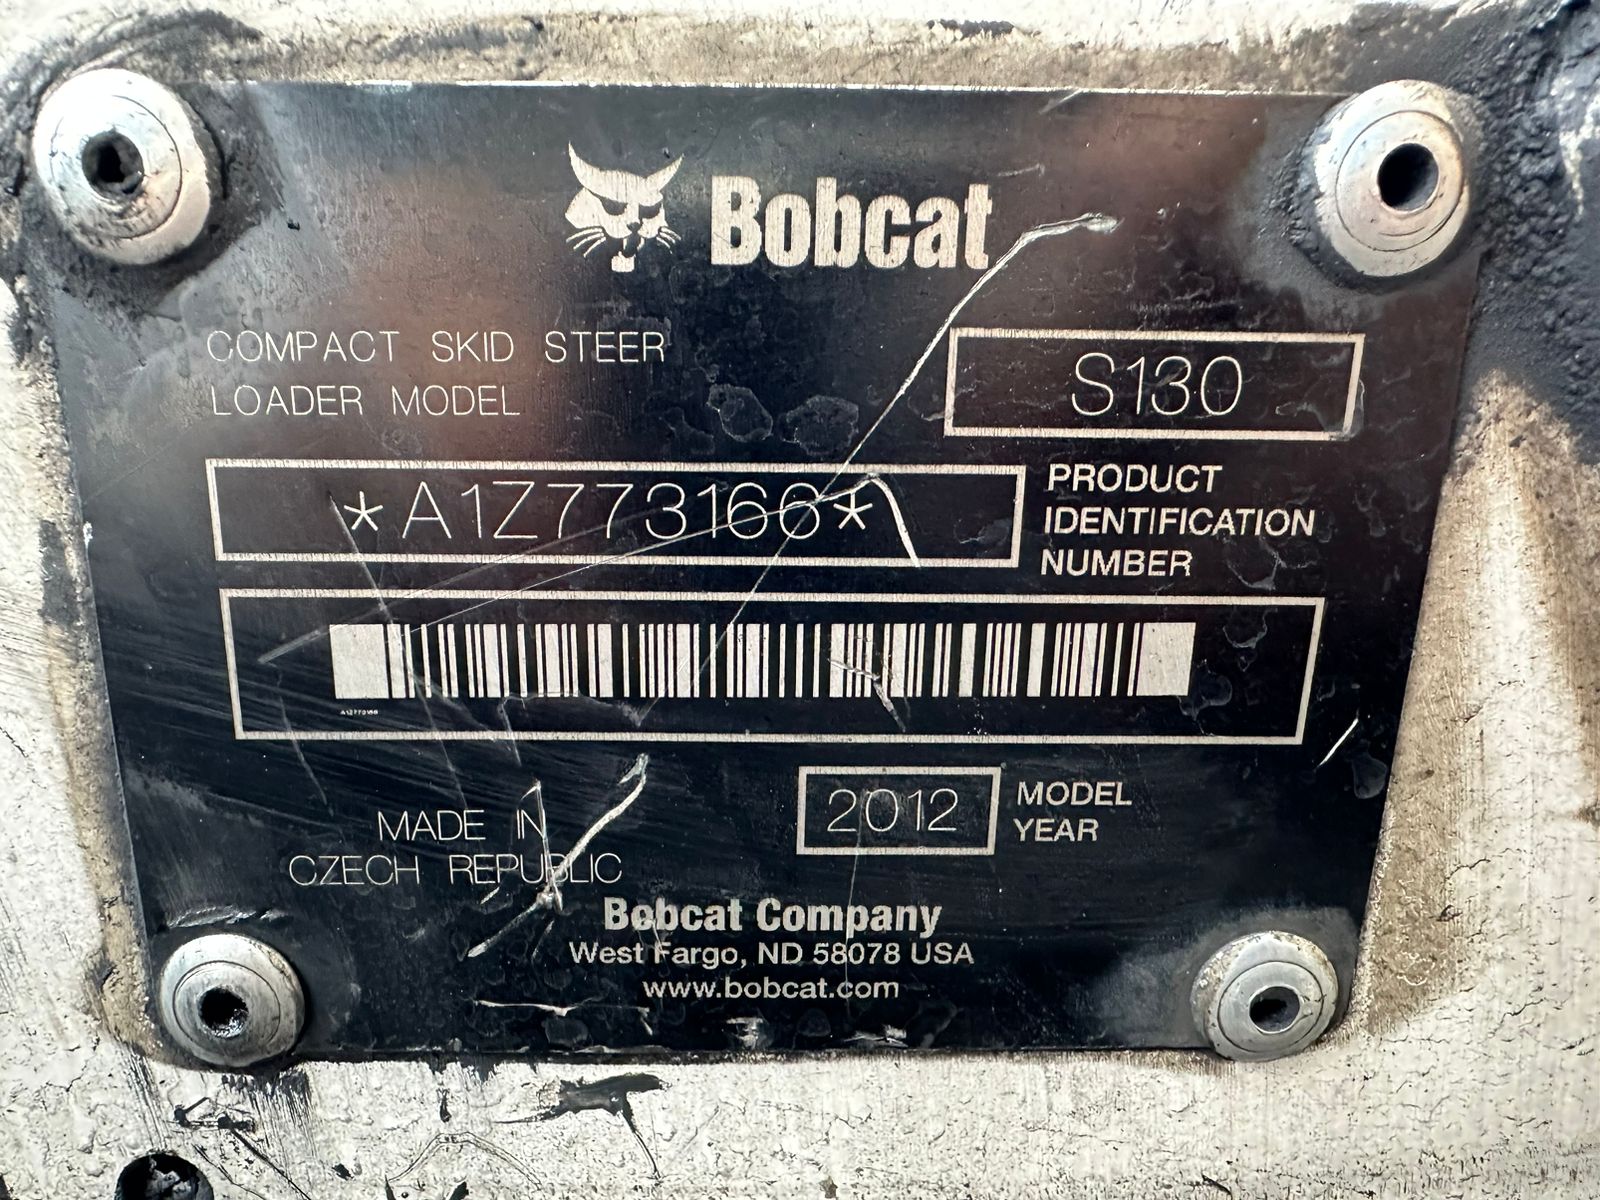 Bobcat
COMPACT SKID STEER
LOADER MODEL
S130
*A1Z773166*
PRODUCT
IDENTIFICATION
NUMBER
MADE IN
CZECH REPUBLIC
2012
MODEL
YEAR
Bobcat Company
West Fargo, ND 58078 USA
www.bobcat.com